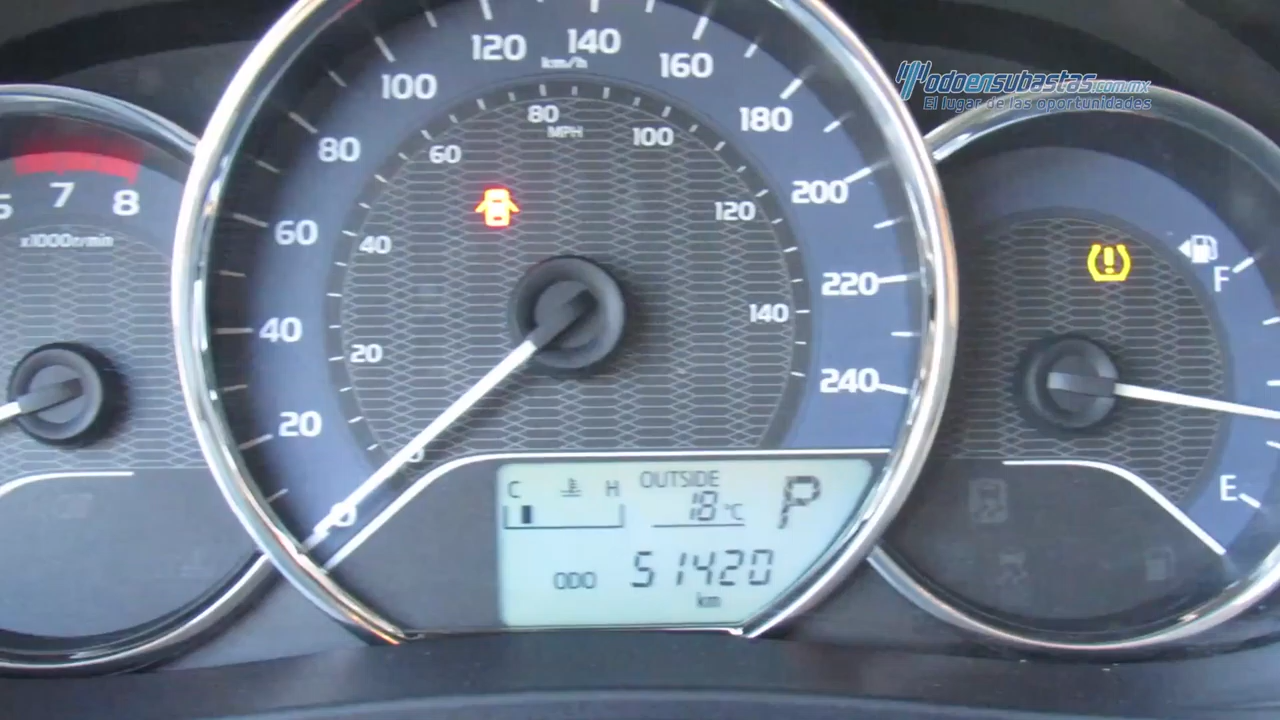 Todoensubastas.com.mx
El lugar de las oportunidades
7
8
x1000r/min
0
20
40
60
80
100
120
140
160
180
200
220
240
km/h
20
40
60
80
100
120
140
MPH
C
H
OUTSIDE
18°C
P
ODO 51420
km
F
E